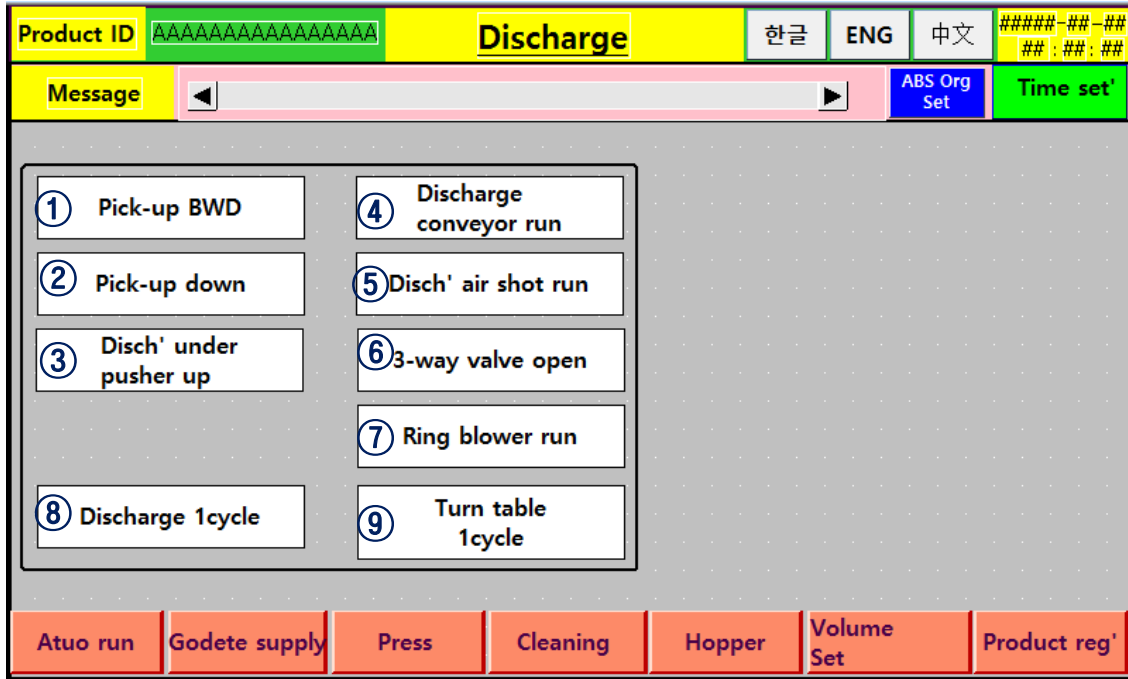 Product ID AAAAAAAAAAAAAAAA Discharge 한글 ENG 中文 #####-##-##
## : ## : ##
Message ◀ ▶ ABS Org
Set
Time set'
① Pick-up BWD
④ Discharge
conveyor run
② Pick-up down
⑤ Disch' air shot run
③ Disch' under
pusher up
⑥ 3-way valve open
⑦ Ring blower run
⑧ Discharge 1cycle
⑨ Turn table
1cycle
Atuo run
Godete supply
Press
Cleaning
Hopper
Volume
Set
Product reg'